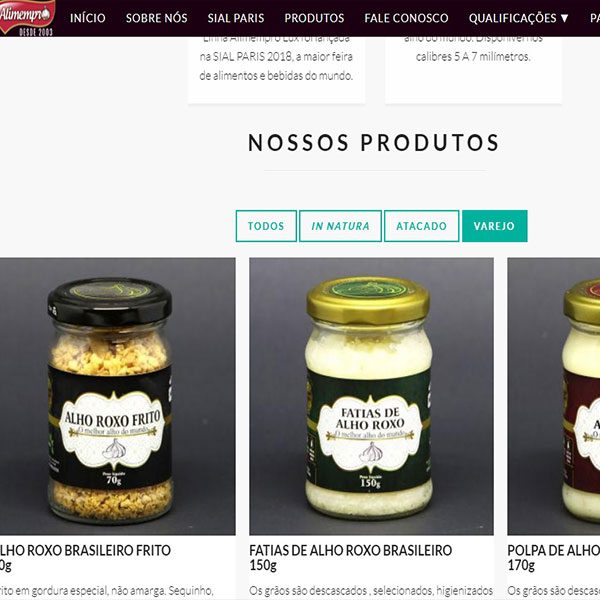 Alimempro
DESDE 2003
INÍCIO SOBRE NÓS SIAL PARIS PRODUTOS FALE CONOSCO QUALIFICAÇÕES ▼ PA
Linha Alimempro Lux foi lançada
na SIAL PARIS 2018, a maior feira
de alimentos e bebidas do mundo.
alho do mundo. Disponível nos
calibres 5 A 7 milímetros.
NOSSOS PRODUTOS
TODOS IN NATURA ATACADO VAREJO
ALHO ROXO FRITO
O melhor alho do mundo
Peso líquido
70g
FATIAS DE
ALHO ROXO
O melhor alho do mundo
Peso líquido
150g
LHO ROXO BRASILEIRO FRITO
0g
rito em gordura especial, não amarga. Sequinho,
FATIAS DE ALHO ROXO BRASILEIRO
150g
Os grãos são descascados , selecionados, higienizados
POLPA DE ALHO
170g
Os grãos são descas